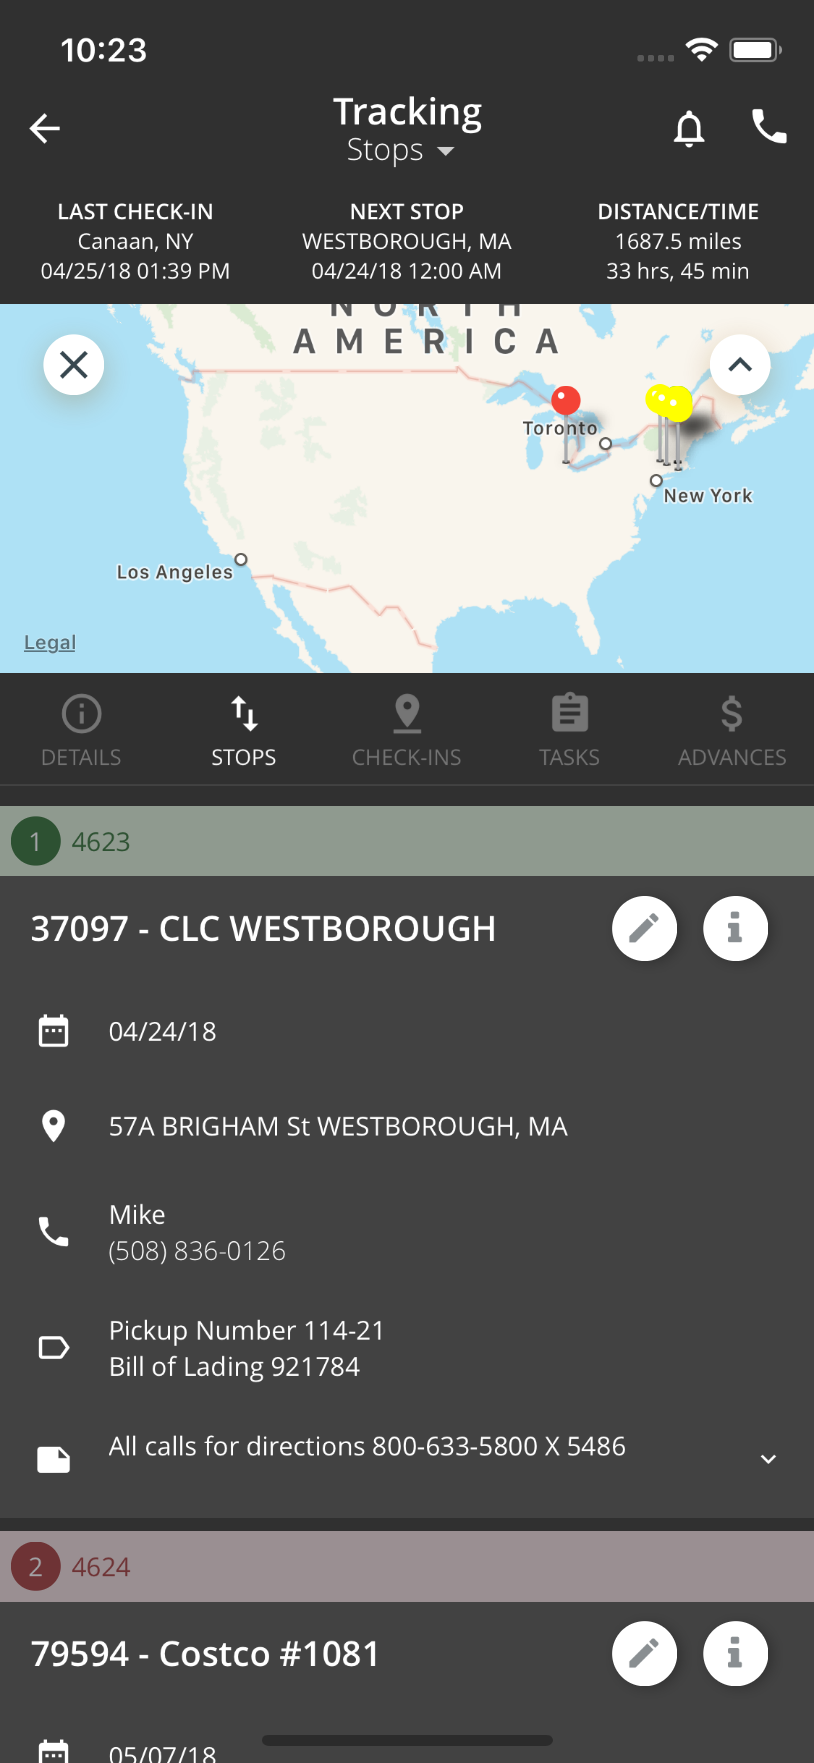 10:23
Tracking
Stops
LAST CHECK-IN
Canaan, NY
04/25/18 01:39 PM
NEXT STOP
WESTBOROUGH, MA
04/24/18 12:00 AM
DISTANCE/TIME
1687.5 miles
33 hrs, 45 min
NORTH
AMERICA
Toronto
New York
Los Angeles
Legal
DETAILS
STOPS
CHECK-INS
TASKS
ADVANCES
1 4623
37097 - CLC WESTBOROUGH
04/24/18
57A BRIGHAM St WESTBOROUGH, MA
Mike
(508) 836-0126
Pickup Number 114-21
Bill of Lading 921784
All calls for directions 800-633-5800 X 5486
2 4624
79594 - Costco #1081
05/07/18